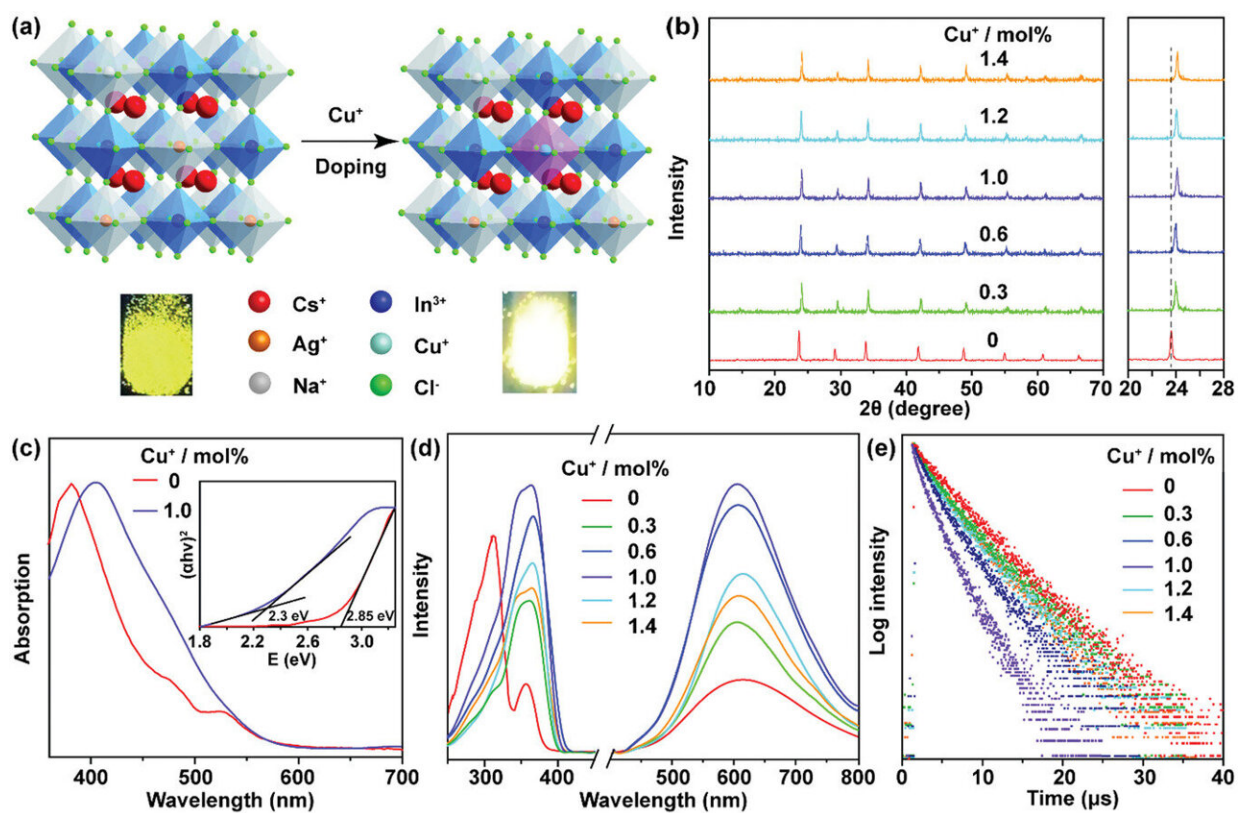 (a)
Cu⁺
Doping
Cs⁺
In³⁺
Ag⁺
Cu⁺
Na⁺
Cl⁻
(b)
Cu⁺ / mol%
1.4
1.2
1.0
0.6
0.3
0
Intensity
10 20 30 40 50 60 70
20 24 28
2θ (degree)
(c)
Cu⁺ / mol%
0
1.0
(αhν)²
2.3 eV
2.85 eV
1.8 2.2 2.6 3.0
E (eV)
Absorption
400 500 600 700
Wavelength (nm)
(d)
Cu⁺ / mol%
0
0.3
0.6
1.0
1.2
1.4
Intensity
300 400 500 600 700 800
Wavelength (nm)
(e)
Cu⁺ / mol%
0
0.3
0.6
1.0
1.2
1.4
Log intensity
0 10 20 30 40
Time (μs)